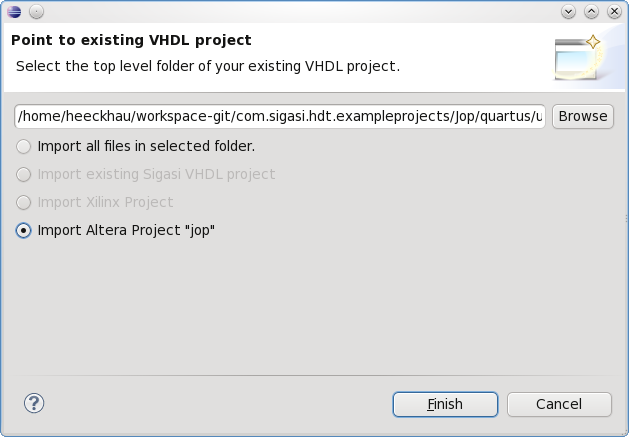 Point to existing VHDL project
Select the top level folder of your existing VHDL project.
/home/heeckhau/workspace-git/com.sigasi.hdt.exampleprojects/Jop/quartus/u
Browse
Import all files in selected folder.
Import existing Sigasi VHDL project
Import Xilinx Project
Import Altera Project "jop"
?
Finish
Cancel